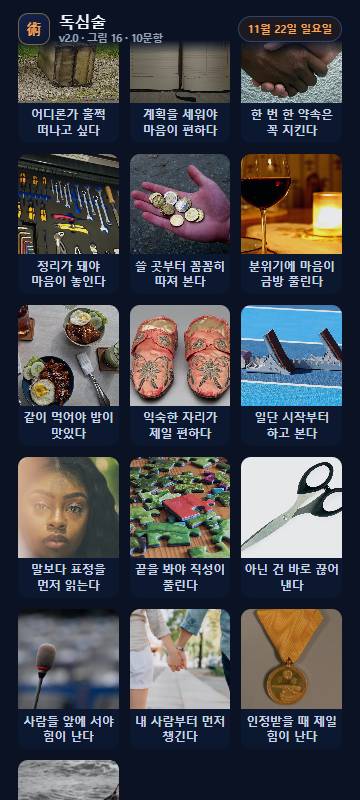 術
독심술
v2.0 · 그림 16 · 10문항
11월 22일 일요일
어디론가 훌쩍
떠나고 싶다
계획을 세워야
마음이 편하다
한 번 한 약속은
꼭 지킨다
정리가 돼야
마음이 놓인다
쓸 곳부터 꼼꼼히
따져 본다
분위기에 마음이
금방 풀린다
같이 먹어야 밥이
맛있다
익숙한 자리가
제일 편하다
일단 시작부터
하고 본다
말보다 표정을
먼저 읽는다
끝을 봐야 직성이
풀린다
아닌 건 바로 끊어
낸다
사람들 앞에 서야
힘이 난다
내 사람부터 먼저
챙긴다
인정받을 때 제일
힘이 난다